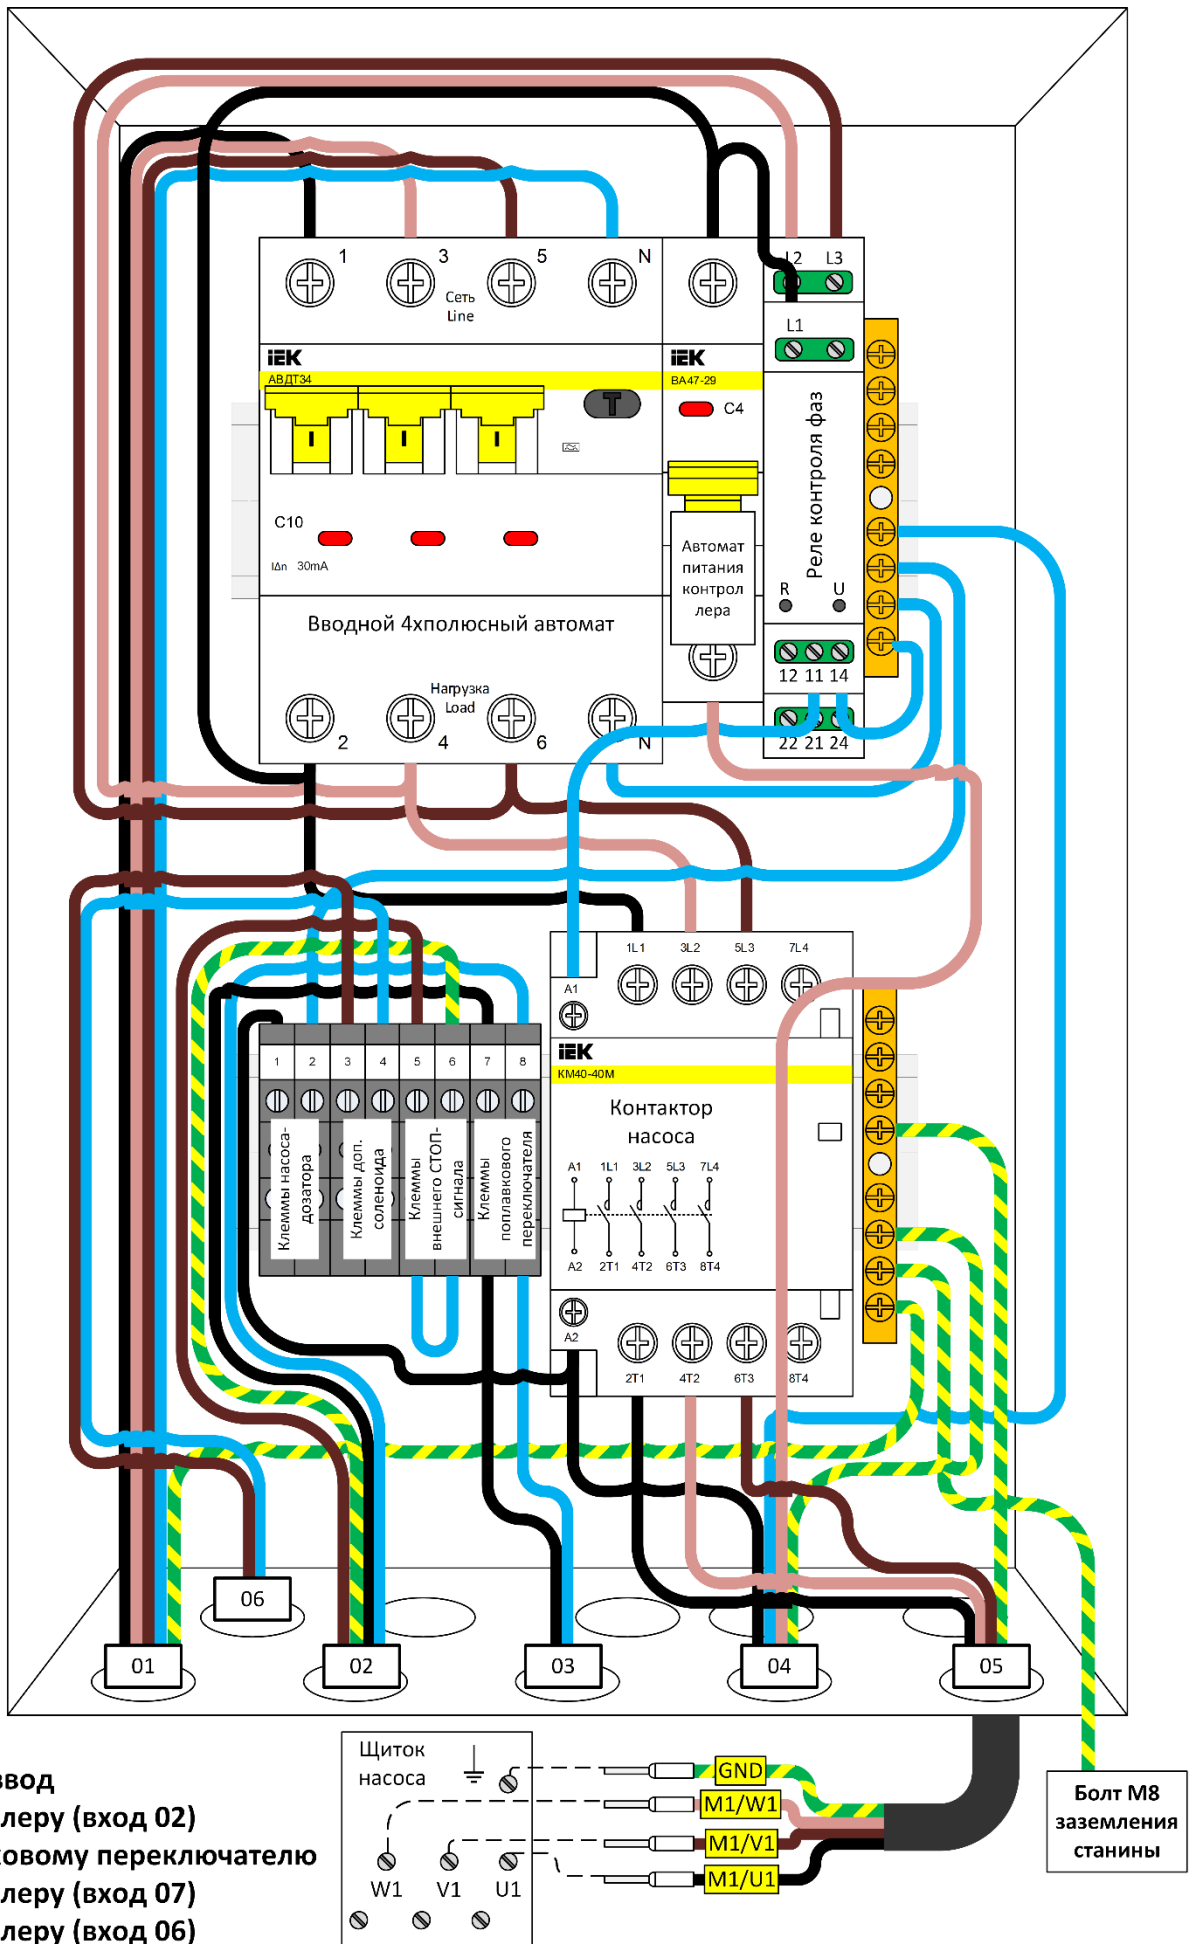 1
3
5
N
Сеть
Line
L2
L3
L1
IEK
АВДТ34
IEK
ВА47-29
T
C4
I
I
I
C10
IΔn 30mA
Автомат
питания
контрол
лера
Реле контроля фаз
R
U
Вводной 4хполюсный автомат
12
11
14
Нагрузка
Load
2
4
6
N
22
21
24
1L1
3L2
5L3
7L4
A1
1
2
3
4
5
6
7
8
IEK
КМ40-40М
Контактор
насоса
Клеммы насоса-
дозатора
Клеммы доп.
соленоида
Клеммы
внешнего СТОП-
сигнала
Клеммы
поплавкового
переключателя
A1
1L1
3L2
5L3
7L4
A2
2T1
4T2
6T3
8T4
A2
2T1
4T2
6T3
8T4
06
01
02
03
04
05
Щиток
насоса
W1
V1
U1
GND
M1/W1
M1/V1
M1/U1
Болт М8
заземления
станины
ввод
леру (вход 02)
ковому переключателю
леру (вход 07)
леру (вход 06)